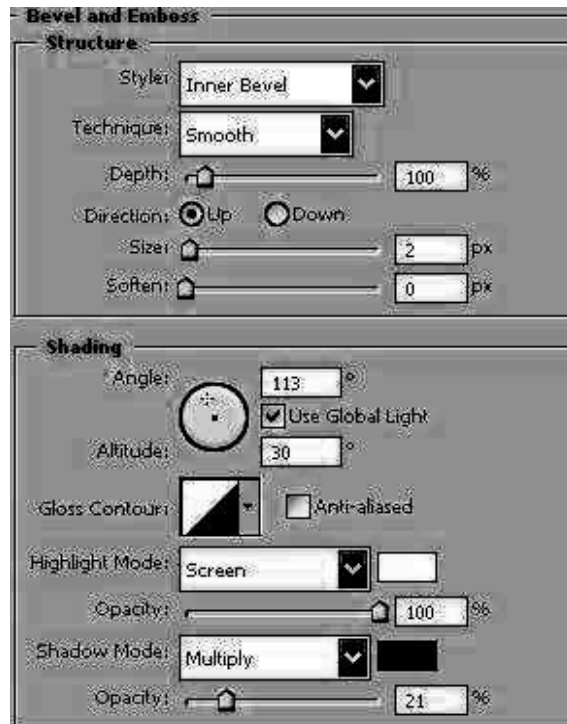 Bevel and Emboss
Structure
Style: Inner Bevel
Technique: Smooth
Depth: 100 %
Direction: Up Down
Size: 2 px
Soften: 0 px
Shading
Angle: 113 °
Use Global Light
Altitude: 30 °
Gloss Contour: Anti-aliased
Highlight Mode: Screen
Opacity: 100 %
Shadow Mode: Multiply
Opacity: 21 %